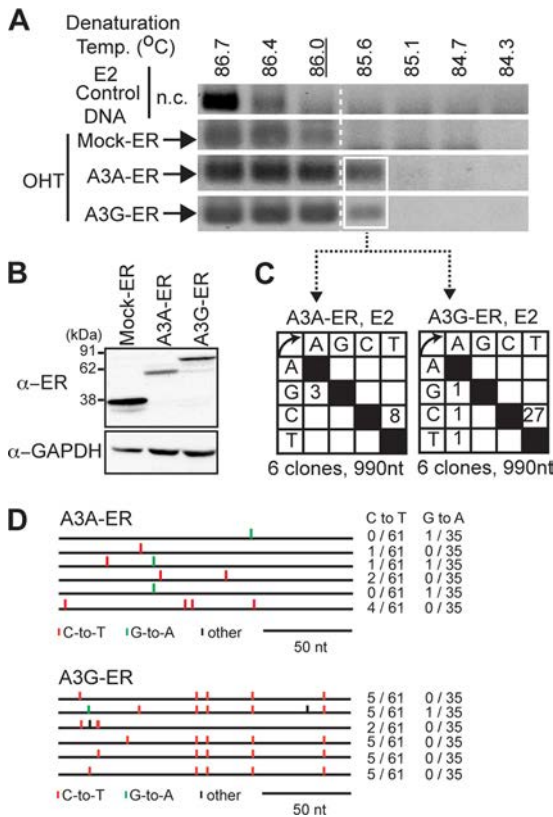 A
Denaturation
Temp. (°C)
86.7 86.4 86.0 85.6 85.1 84.7 84.3
E2
Control
DNA
n.c.
OHT
Mock-ER
A3A-ER
A3G-ER
B
Mock-ER A3A-ER A3G-ER
(kDa)
91
62
38
α-ER
α-GAPDH
C
A3A-ER, E2
A G C T
A
G 3
C 8
T
6 clones, 990nt
A3G-ER, E2
A G C T
A
G 1
C 1 27
T 1
6 clones, 990nt
D
A3A-ER
C to T G to A
0/61 1/35
1/61 0/35
1/61 1/35
2/61 0/35
0/61 1/35
4/61 0/35
C-to-T G-to-A other
50 nt
A3G-ER
5/61 0/35
5/61 1/35
2/61 0/35
5/61 0/35
5/61 0/35
5/61 0/35
C-to-T G-to-A other
50 nt